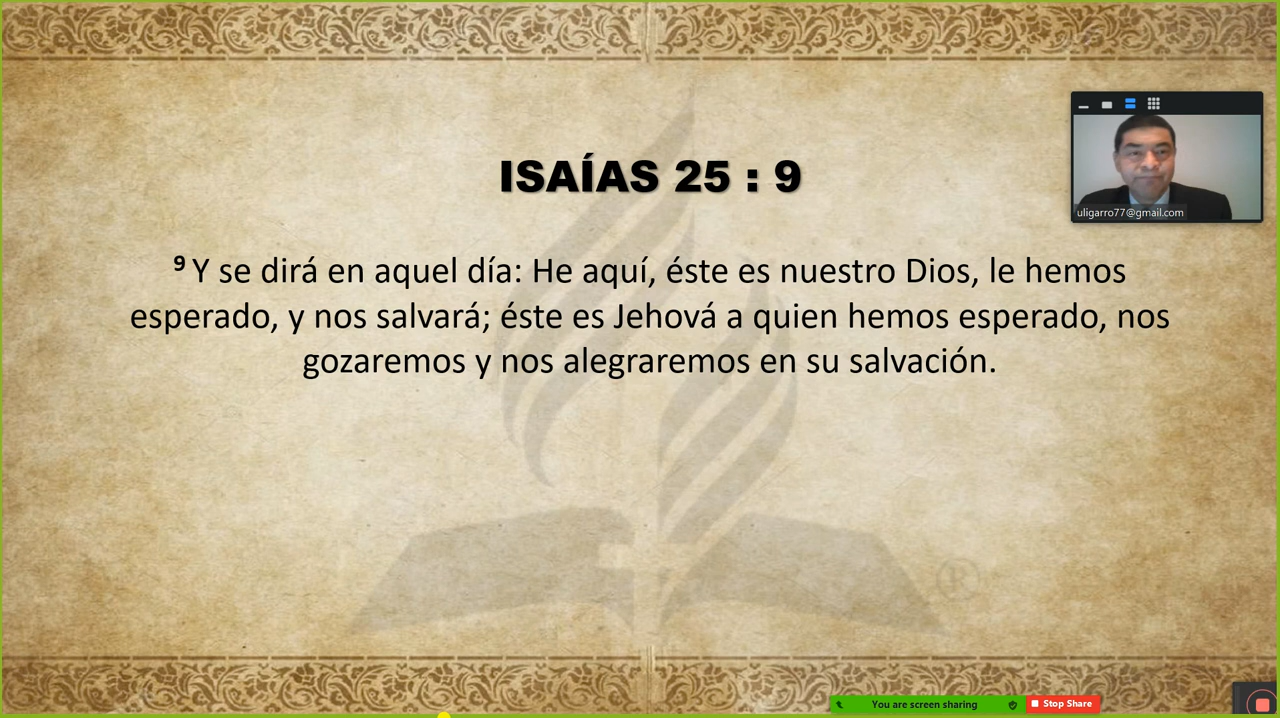 ISAÍAS 25 : 9
uligarro77@gmail.com
9 Y se dirá en aquel día: He aquí, éste es nuestro Dios, le hemos
esperado, y nos salvará; éste es Jehová a quien hemos esperado, nos
gozaremos y nos alegraremos en su salvación.
®
You are screen sharing
Stop Share